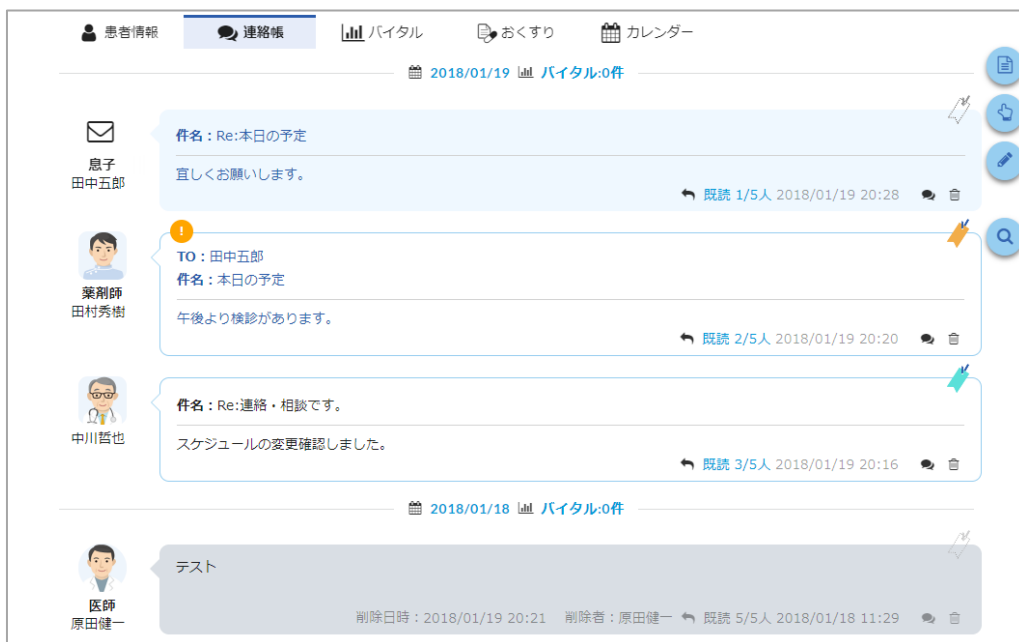 患者情報 連絡帳 バイタル おくすり カレンダー
2018/01/19 バイタル:0件
件名：Re:本日の予定
息子
田中五郎
宜しくお願いします。
既読 1/5人 2018/01/19 20:28
!
TO：田中五郎
件名：本日の予定
薬剤師
田村秀樹
午後より検診があります。
既読 2/5人 2018/01/19 20:20
件名：Re:連絡・相談です。
中川哲也
スケジュールの変更確認しました。
既読 3/5人 2018/01/19 20:16
2018/01/18 バイタル:0件
テスト
医師
原田健一
削除日時：2018/01/19 20:21 削除者：原田健一 既読 5/5人 2018/01/18 11:29